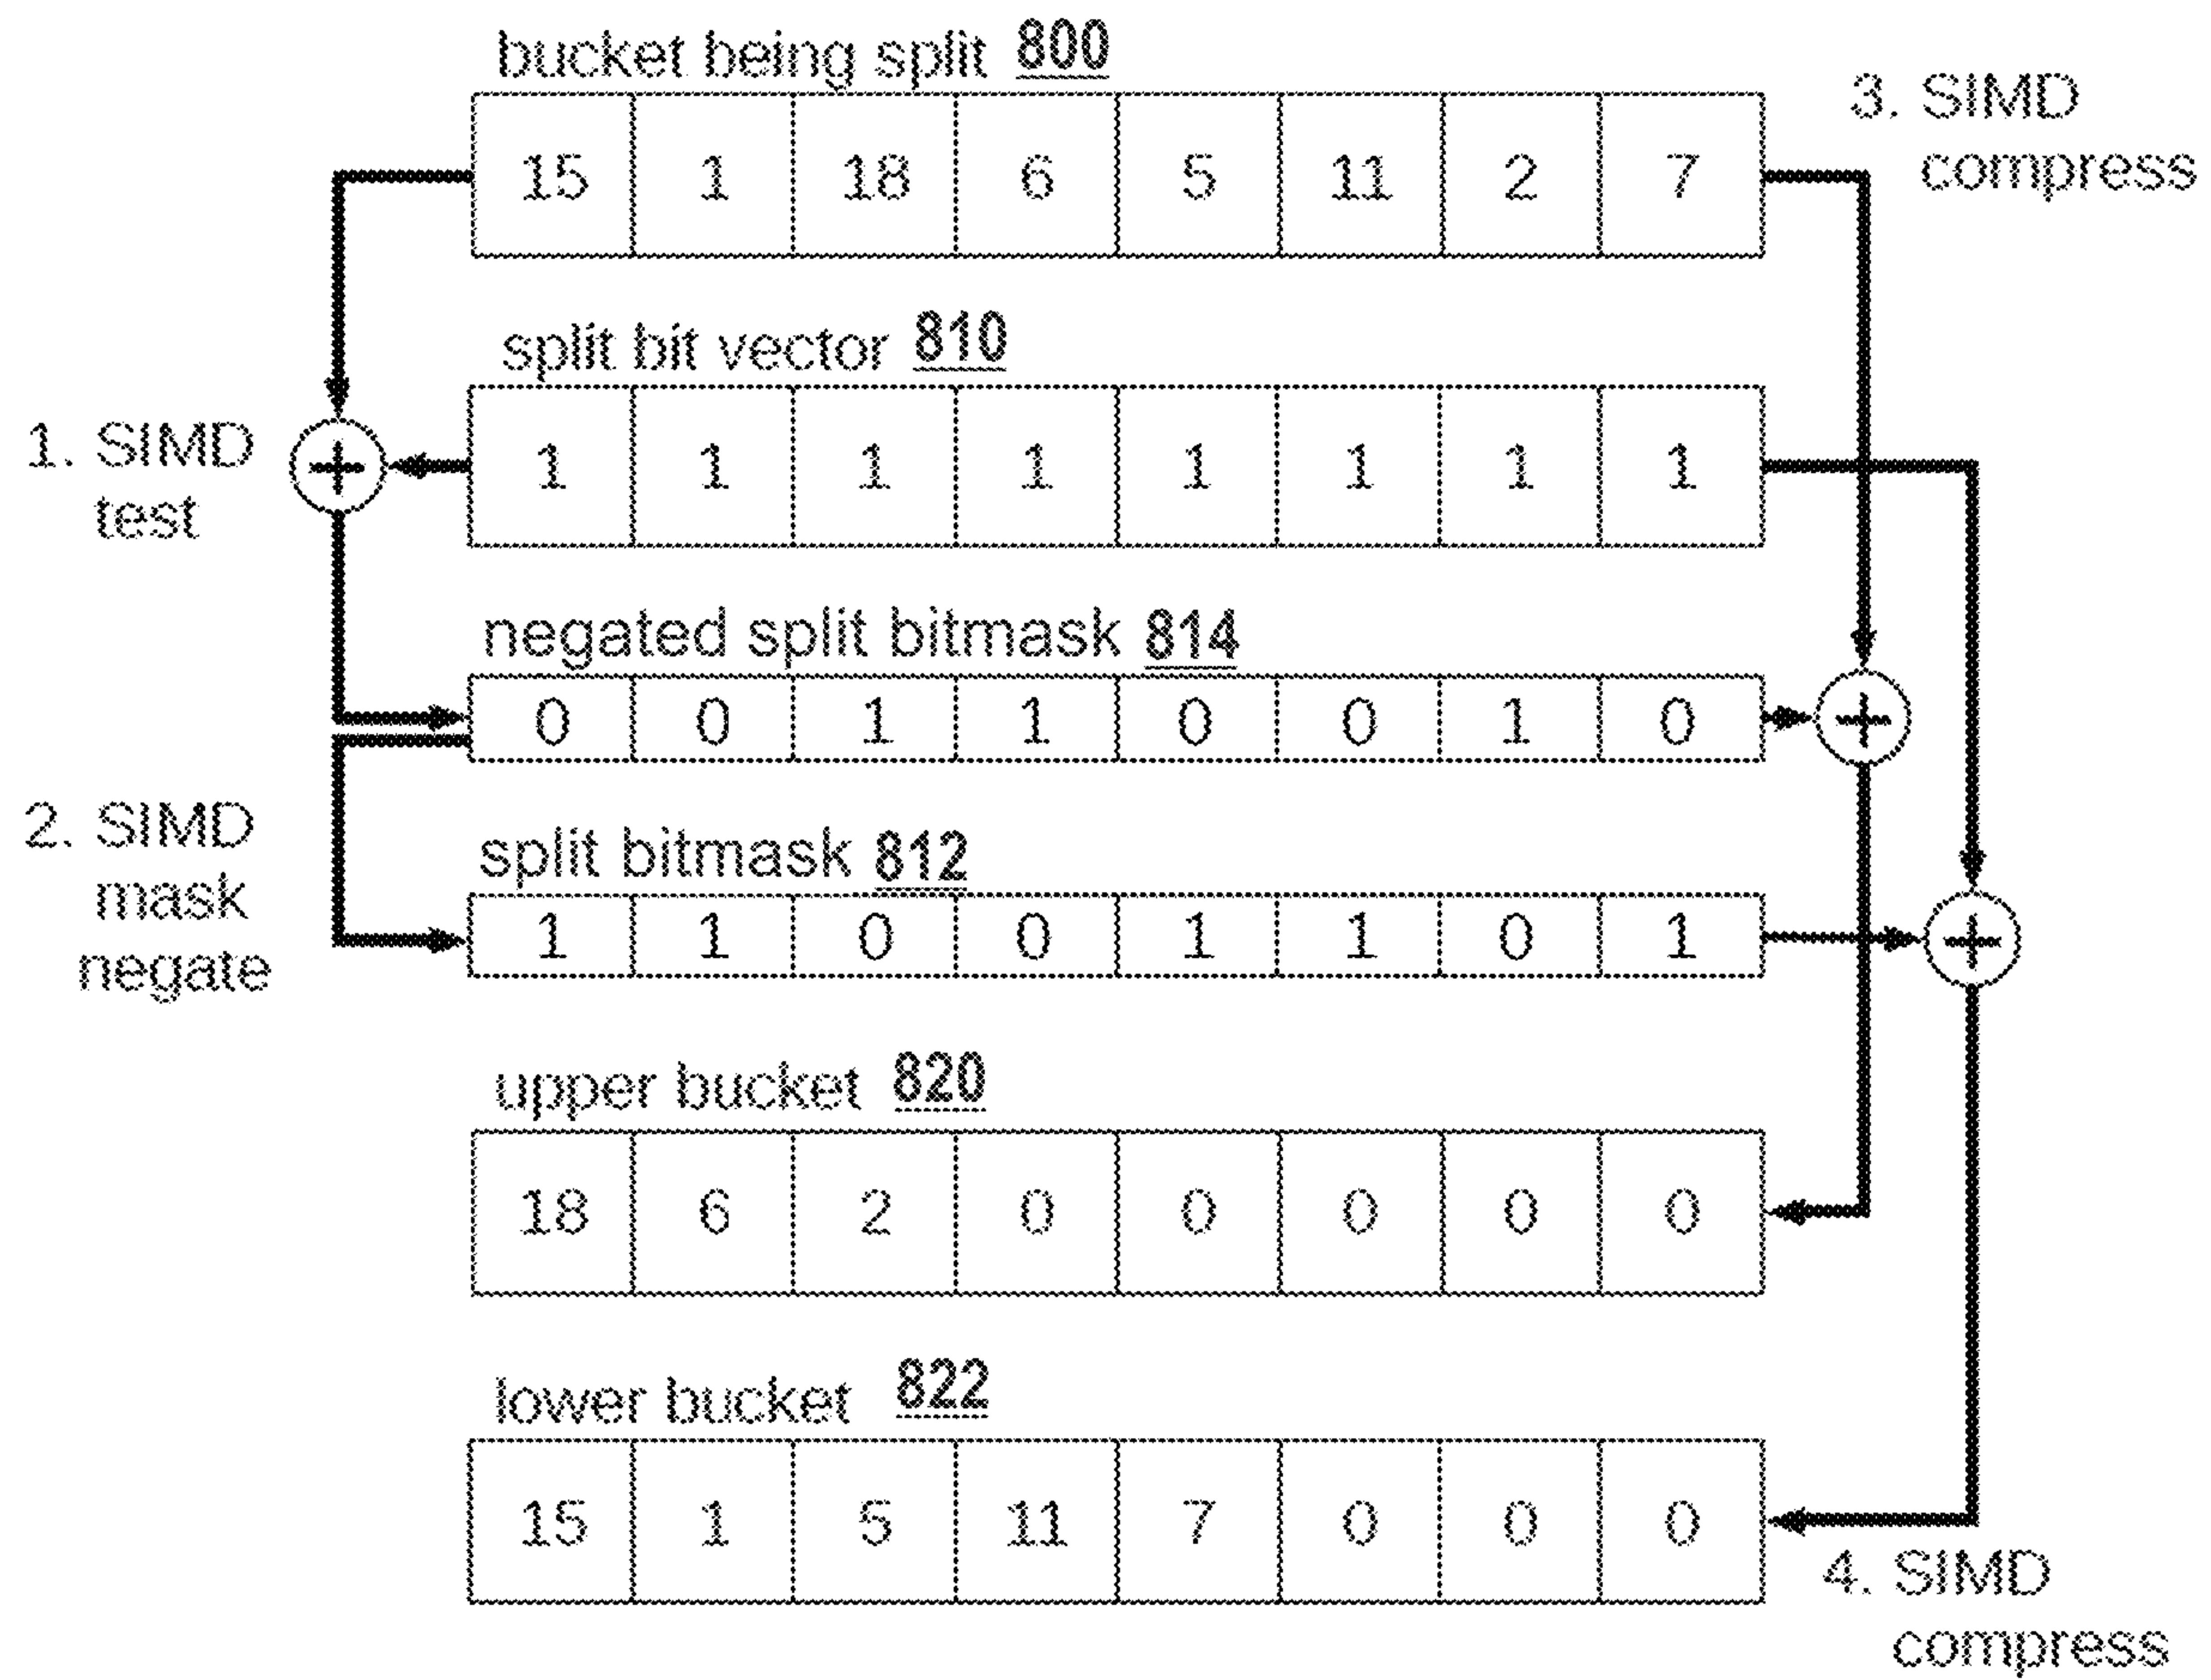 bucket being split 800
3. SIMD
compress
15 1 18 6 5 11 2 7
split bit vector 810
1. SIMD
test
1 1 1 1 1 1 1 1
negated split bitmask 814
0 0 1 1 0 0 1 0
2. SIMD
mask
negate
split bitmask 812
1 1 0 0 1 1 0 1
upper bucket 820
18 6 2 0 0 0 0 0
lower bucket 822
15 1 5 11 7 0 0 0
4. SIMD
compress